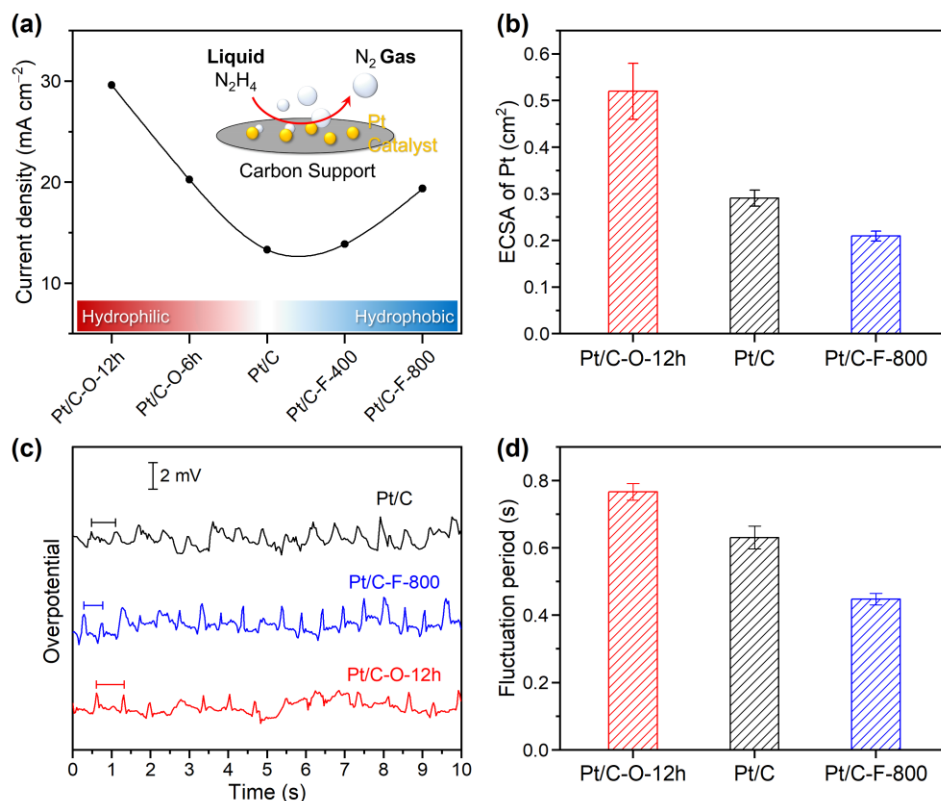 (a)
Current density (mA cm⁻²)
30
20
10
Liquid
N₂H₄
N₂ Gas
Pt
Catalyst
Carbon Support
Hydrophilic
Hydrophobic
Pt/C-O-12h
Pt/C-O-6h
Pt/C
Pt/C-F-400
Pt/C-F-800
(b)
ECSA of Pt (cm²)
0.6
0.5
0.4
0.3
0.2
0.1
0.0
Pt/C-O-12h
Pt/C
Pt/C-F-800
(c)
Overpotential
2 mV
Pt/C
Pt/C-F-800
Pt/C-O-12h
0 1 2 3 4 5 6 7 8 9 10
Time (s)
(d)
Fluctuation period (s)
0.8
0.6
0.4
0.2
0.0
Pt/C-O-12h
Pt/C
Pt/C-F-800